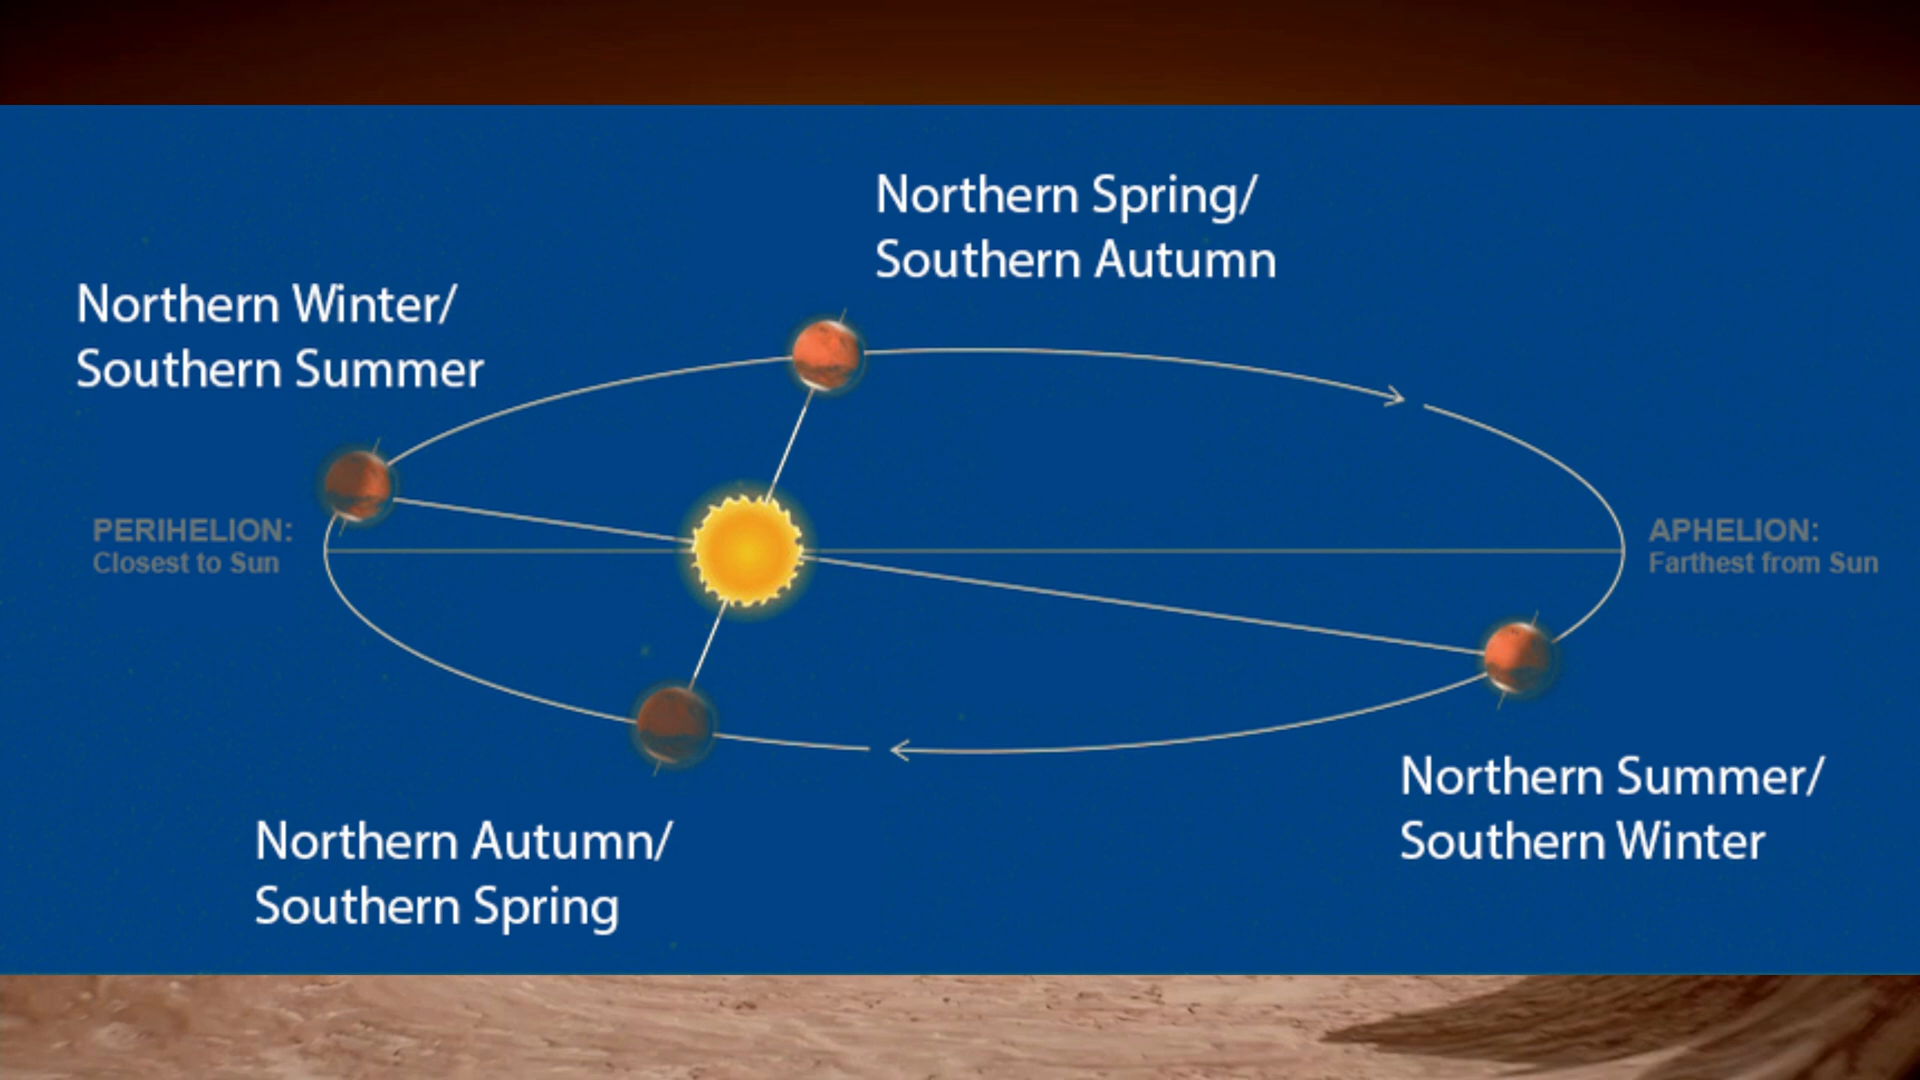 Northern Spring/
Southern Autumn
Northern Winter/
Southern Summer
PERIHELION:
Closest to Sun
APHELION:
Farthest from Sun
Northern Summer/
Southern Winter
Northern Autumn/
Southern Spring